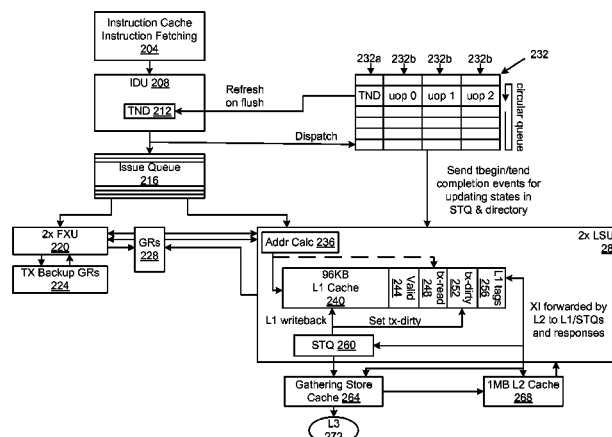 Instruction Cache
Instruction Fetching
204
232a 232b 232b 232b
232
IDU 208
TND 212
Refresh
on flush
TND uop 0 uop 1 uop 2
circular queue
Dispatch
Issue Queue
216
Send tbegin/tend
completion events for
updating states in
STQ & directory
2x FXU
220
GRs
228
TX Backup GRs
224
2x LSU
Addr Calc 236
96KB
L1 Cache
240
Valid
244
tx-read
248
tx-dirty
252
L1 tags
256
L1 writeback
Set tx-dirty
XI forwarded by
L2 to L1/STQs
and responses
STQ 260
Gathering Store
Cache 264
1MB L2 Cache
268
L3
272